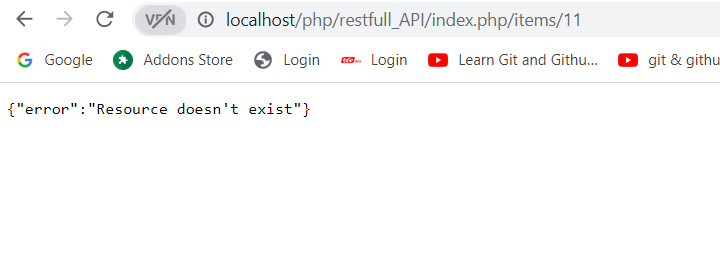 VPN
localhost/php/restfull_API/index.php/items/11
Google Addons Store Login Login Learn Git and Githu... git & github
{"error":"Resource doesn't exist"}